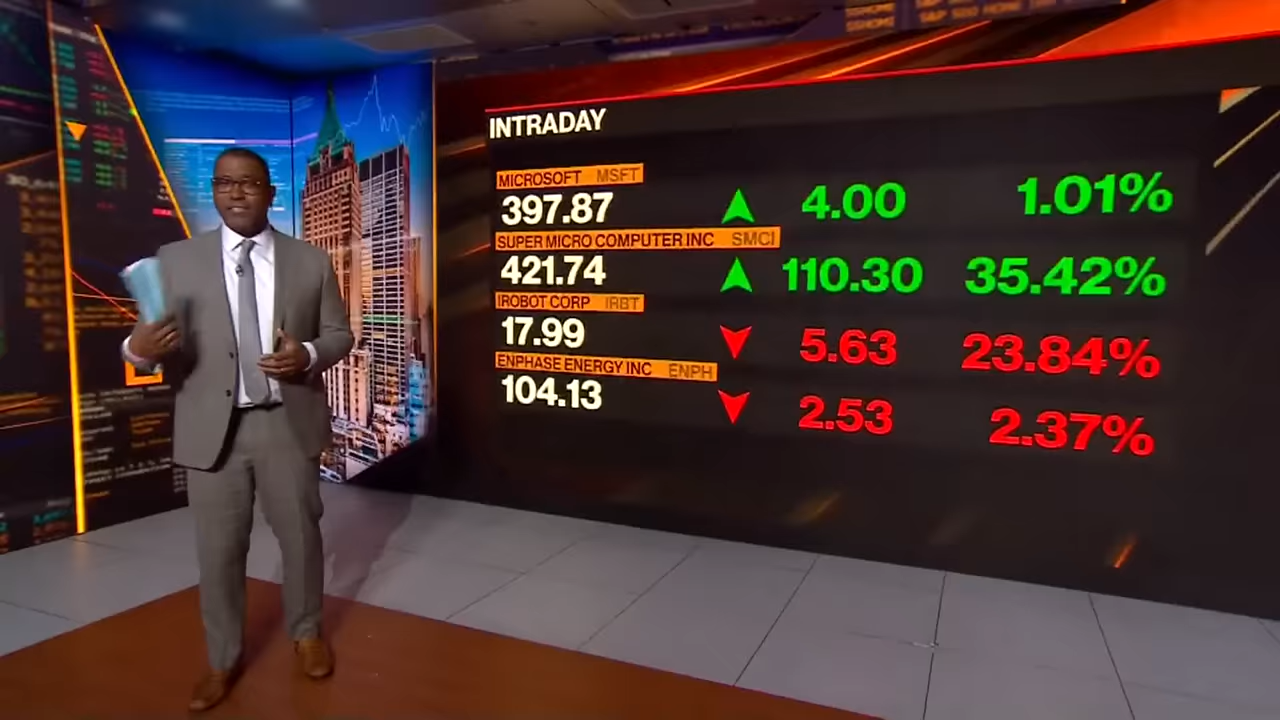 INTRADAY
MICROSOFT MSFT
397.87 4.00 1.01%
SUPER MICRO COMPUTER INC SMCI
421.74 110.30 35.42%
IROBOT CORP IRBT
17.99 5.63 23.84%
ENPHASE ENERGY INC ENPH
104.13 2.53 2.37%